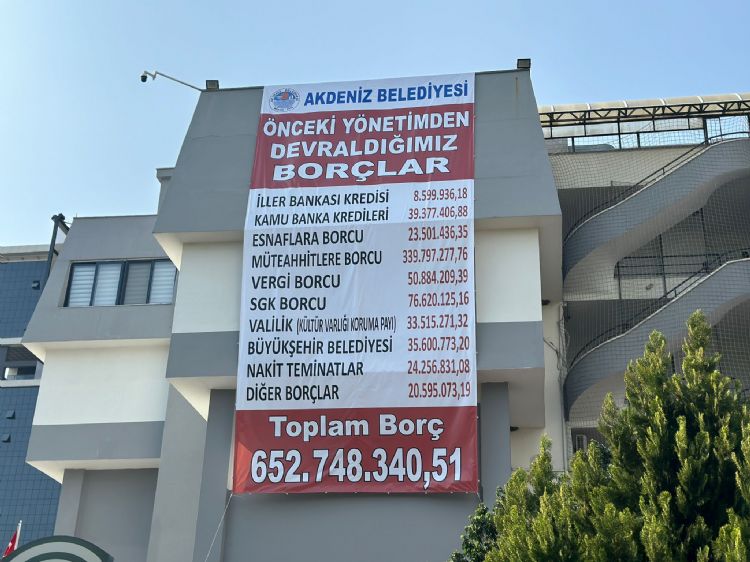 AKDENİZ BELEDİYESİ
ÖNCEKİ YÖNETİMDEN
DEVRALDIĞIMIZ
BORÇLAR
İLLER BANKASI KREDİSİ 8.599.936,18
KAMU BANKA KREDİLERİ 39.377.406,88
ESNAFLARA BORCU 23.501.436,35
MÜTEAHHİTLERE BORCU 339.797.277,76
VERGİ BORCU 50.884.209,39
SGK BORCU 76.620.125,16
VALİLİK (KÜLTÜR VARLIĞI KORUMA PAYI) 33.515.271,32
BÜYÜKŞEHİR BELEDİYESİ 35.600.773,20
NAKİT TEMİNATLAR 24.256.831,08
DİĞER BORÇLAR 20.595.073,19
Toplam Borç
652.748.340,51